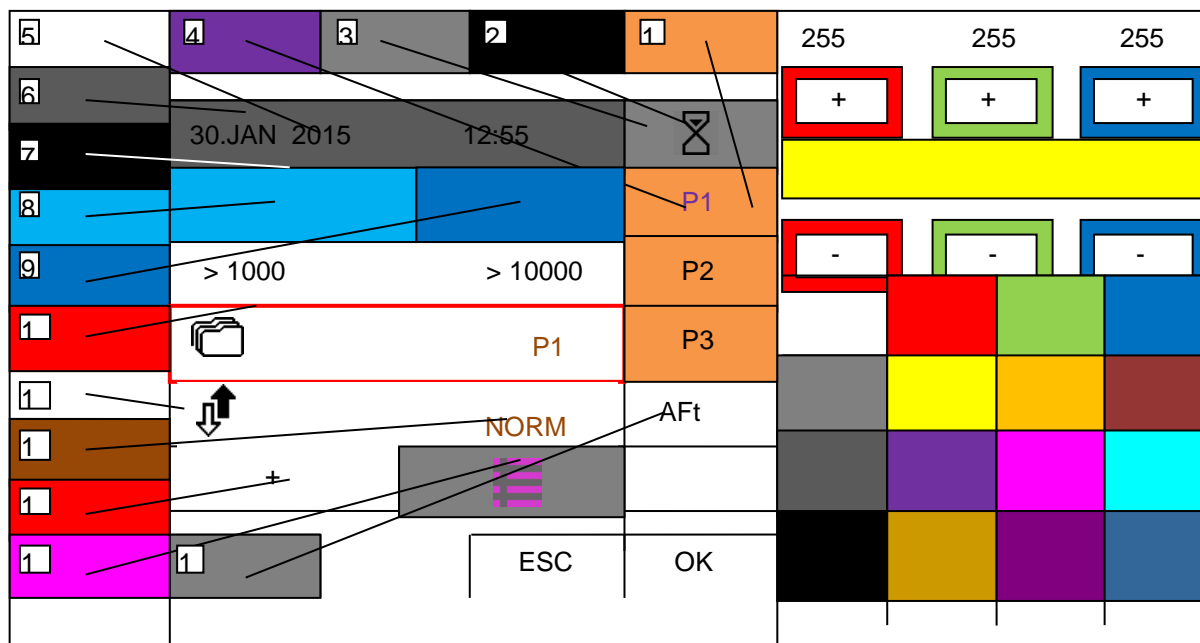 5 4 3 2 1 255 255 255
6 + + +
30.JAN 2015 12:55
7
8 P1
9 > 1000 > 10000 P2 - - -
1 P1 P3
1 AFt
1 NORM
1 +
1 1 ESC OK